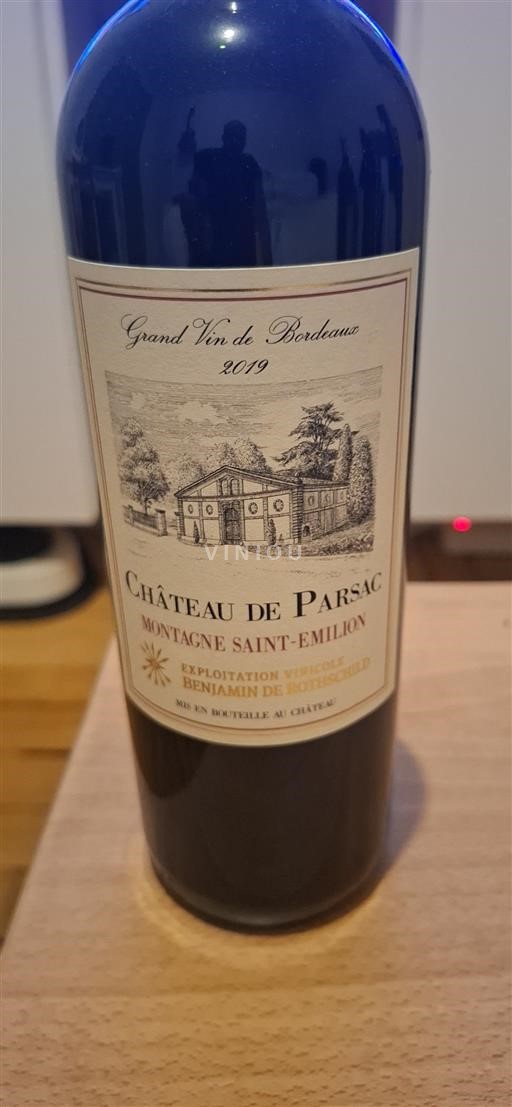 Grand Vin de Bordeaux
2019
VINIOU
CHÂTEAU DE PARSAC
MONTAGNE SAINT-EMILION
EXPLOITATION VINICOLE
BENJAMIN DE ROTHSCHILD
MIS EN BOUTEILLE AU CHÂTEAU